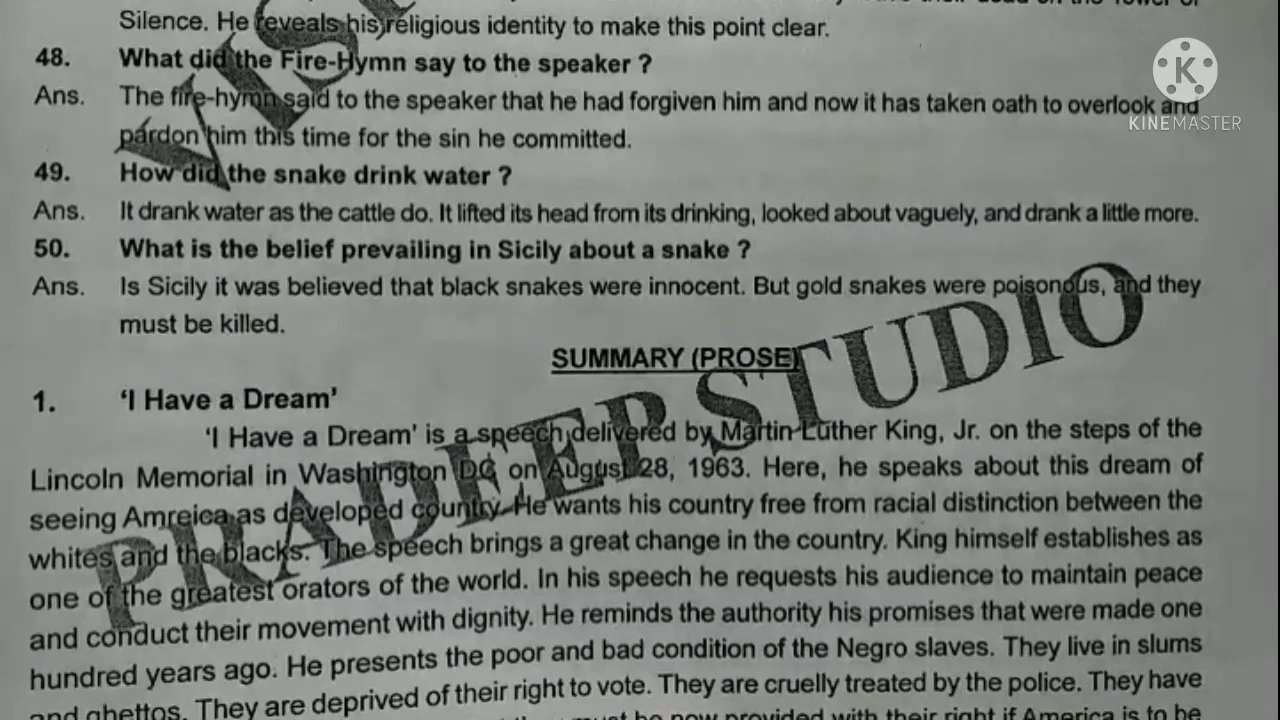 Silence. He reveals his religious identity to make this point clear.
48. What did the Fire-Hymn say to the speaker ?
Ans. The fire-hymn said to the speaker that he had forgiven him and now it has taken oath to overlook and
pardon him this time for the sin he committed.
49. How did the snake drink water ?
Ans. It drank water as the cattle do. It lifted its head from its drinking, looked about vaguely, and drank a little more.
50. What is the belief prevailing in Sicily about a snake ?
Ans. Is Sicily it was believed that black snakes were innocent. But gold snakes were poisonous, and they
must be killed.
SUMMARY (PROSE)
1. ‘I Have a Dream’
‘I Have a Dream’ is a speech delivered by Martin Luther King, Jr. on the steps of the
Lincoln Memorial in Washington DC on August 28, 1963. Here, he speaks about this dream of
seeing Amreica as developed country. He wants his country free from racial distinction between the
whites and the blacks. The speech brings a great change in the country. King himself establishes as
one of the greatest orators of the world. In his speech he requests his audience to maintain peace
and conduct their movement with dignity. He reminds the authority his promises that were made one
hundred years ago. He presents the poor and bad condition of the Negro slaves. They live in slums
and ghettos. They are deprived of their right to vote. They are cruelly treated by the police. They have
must be now provided with their right if America is to be
PRADEEP STUDIO
K
KINEMASTER